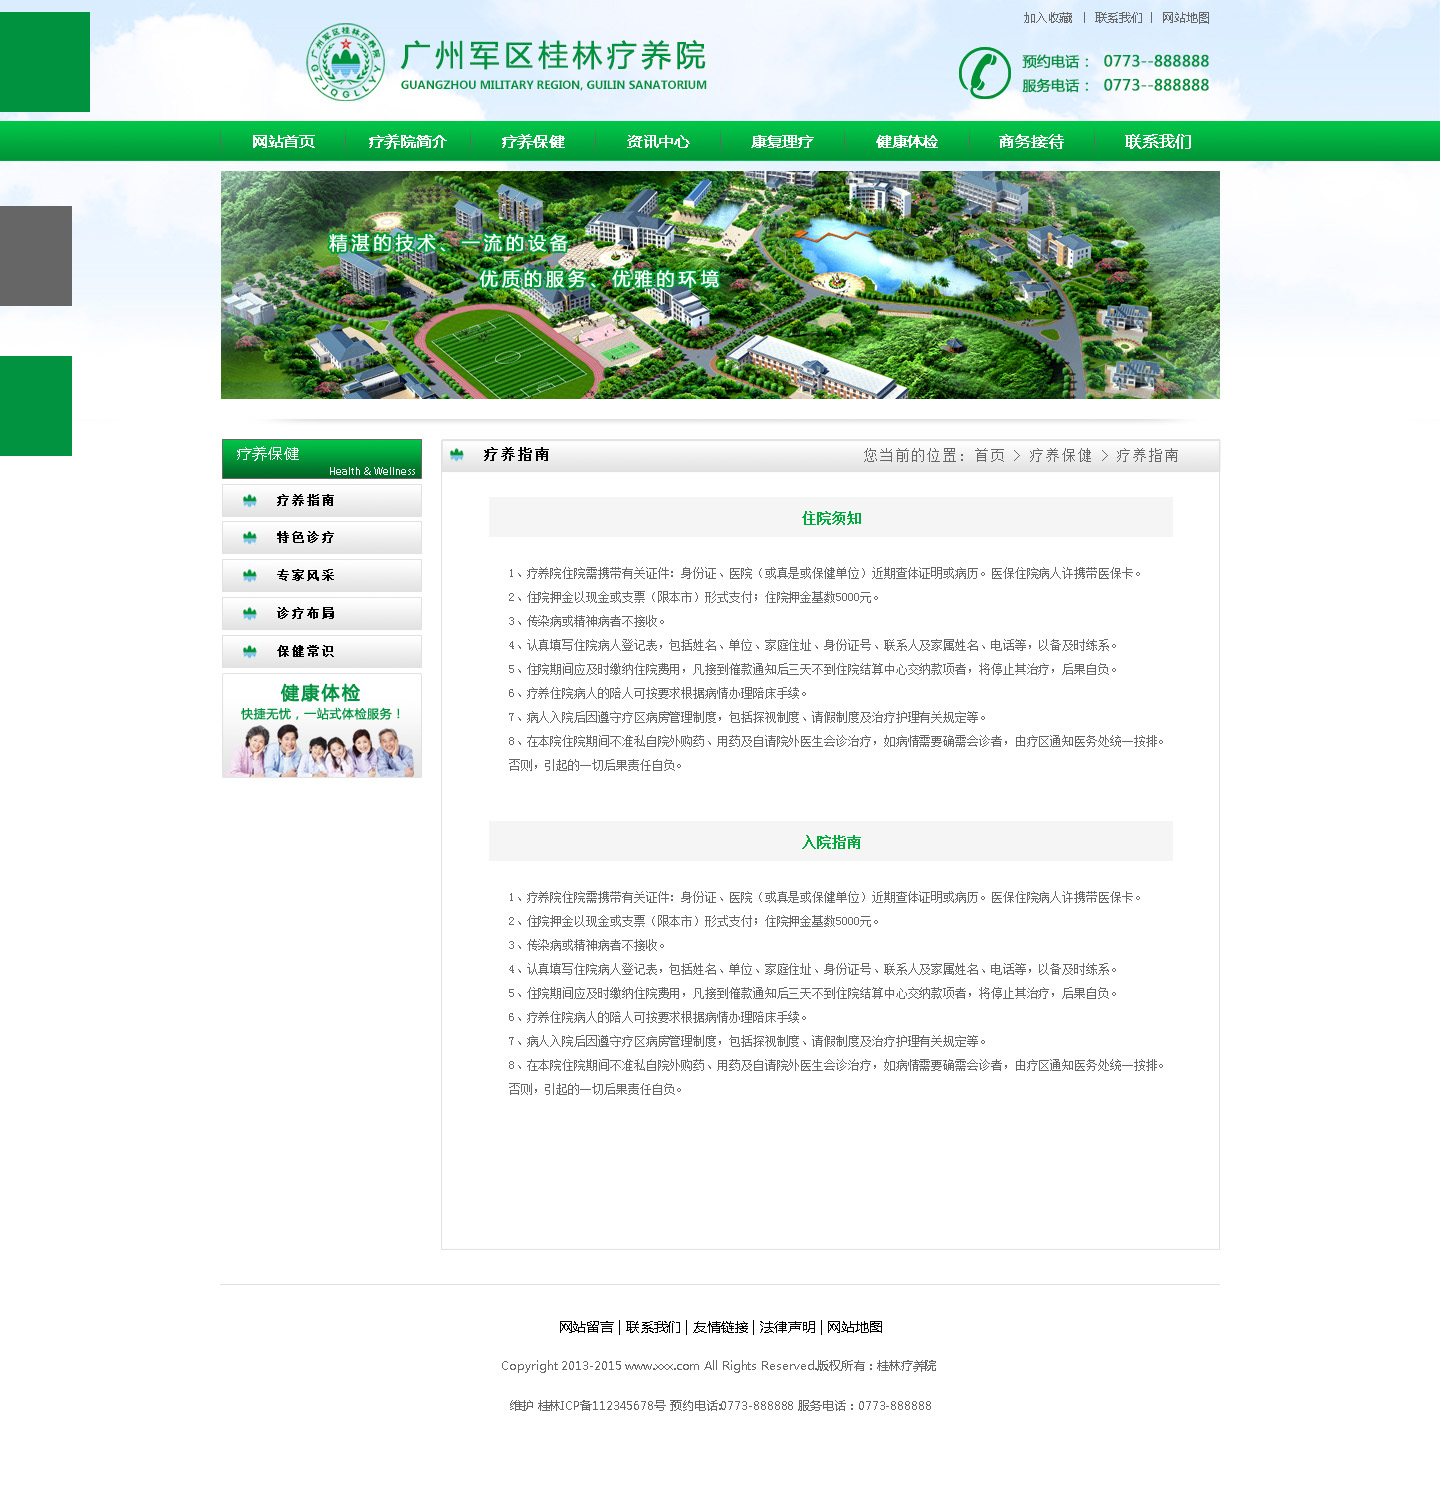 加入收藏 | 联系我们 | 网站地图
广州军区桂林疗养院
GUANGZHOU MILITARY REGION, GUILIN SANATORIUM
预约电话： 0773--888888
服务电话： 0773--888888
网站首页 疗养院简介 疗养保健 资讯中心 康复理疗 健康体检 商务接待 联系我们
精湛的技术、一流的设备
优质的服务、优雅的环境
疗养保健
Health & Wellness
疗养指南
特色诊疗
专家风采
诊疗布局
保健常识
健康体检
快捷无忧，一站式体检服务！
疗养指南
您当前的位置：首页 > 疗养保健 > 疗养指南
住院须知
1、疗养院住院需携带有关证件：身份证、医院（或真是或保健单位）近期查体证明或病历。医保住院病人许携带医保卡。
2、住院押金以现金或支票（限本市）形式支付；住院押金基数5000元。
3、传染病或精神病者不接收。
4、认真填写住院病人登记表，包括姓名、单位、家庭住址、身份证号、联系人及家属姓名、电话等，以备及时练系。
5、住院期间应及时缴纳住院费用，凡接到催款通知后三天不到住院结算中心交纳款项者，将停止其治疗，后果自负。
6、疗养住院病人的陪人可按要求根据病情办理陪床手续。
7、病人入院后因遵守疗区病房管理制度，包括探视制度、请假制度及治疗护理有关规定等。
8、在本院住院期间不准私自院外购药、用药及自请院外医生会诊治疗，如病情需要确需会诊者，由疗区通知医务处统一按排。
否则，引起的一切后果责任自负。
入院指南
1、疗养院住院需携带有关证件：身份证、医院（或真是或保健单位）近期查体证明或病历。医保住院病人许携带医保卡。
2、住院押金以现金或支票（限本市）形式支付；住院押金基数5000元。
3、传染病或精神病者不接收。
4、认真填写住院病人登记表，包括姓名、单位、家庭住址、身份证号、联系人及家属姓名、电话等，以备及时练系。
5、住院期间应及时缴纳住院费用，凡接到催款通知后三天不到住院结算中心交纳款项者，将停止其治疗，后果自负。
6、疗养住院病人的陪人可按要求根据病情办理陪床手续。
7、病人入院后因遵守疗区病房管理制度，包括探视制度、请假制度及治疗护理有关规定等。
8、在本院住院期间不准私自院外购药、用药及自请院外医生会诊治疗，如病情需要确需会诊者，由疗区通知医务处统一按排。
否则，引起的一切后果责任自负。
网站留言 | 联系我们 | 友情链接 | 法律声明 | 网站地图
Copyright 2013-2015 www.xxx.com All Rights Reserved.版权所有：桂林疗养院
维护 桂林ICP备112345678号 预约电话:0773-888888 服务电话：0773-888888